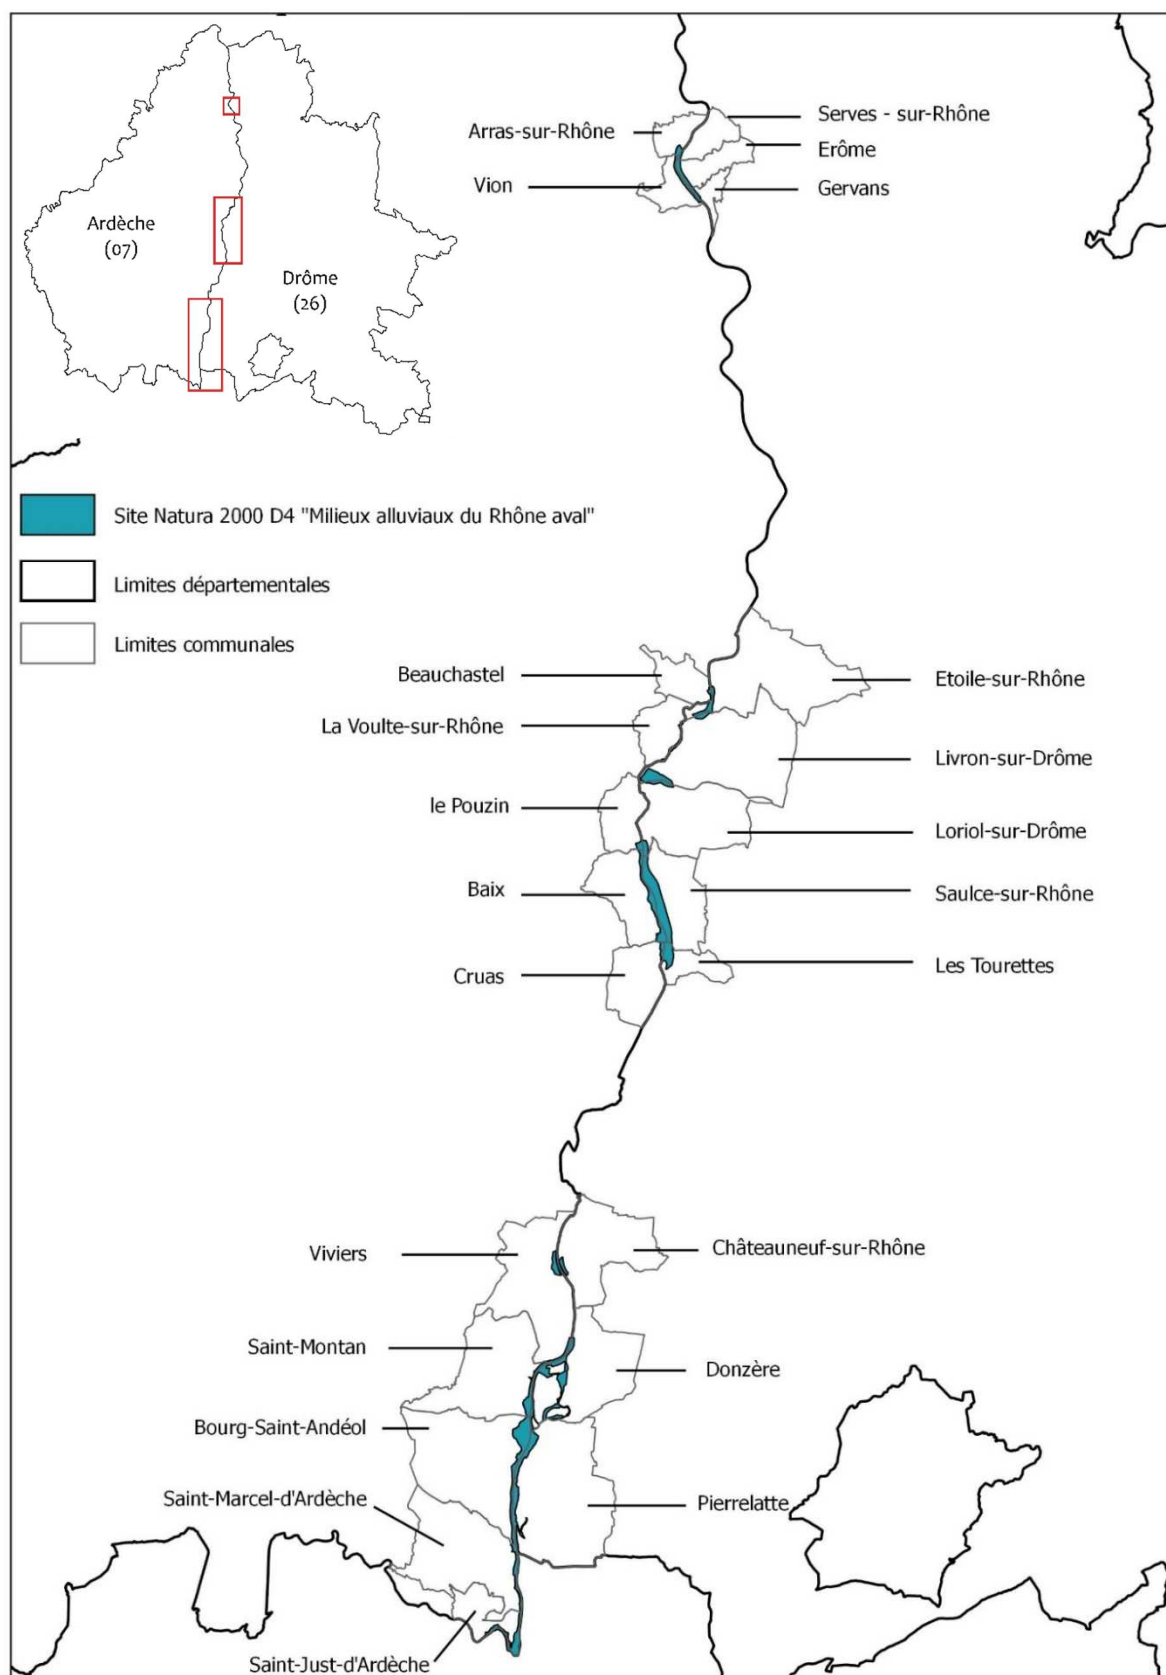 Ardèche
(07)
Drôme
(26)
Site Natura 2000 D4 "Milieux alluviaux du Rhône aval"
Limites départementales
Limites communales
Arras-sur-Rhône
Serves - sur-Rhône
Erôme
Vion
Gervans
Beauchastel
Etoile-sur-Rhône
La Voulte-sur-Rhône
Livron-sur-Drôme
le Pouzin
Loriol-sur-Drôme
Baix
Saulce-sur-Rhône
Cruas
Les Tourettes
Viviers
Châteauneuf-sur-Rhône
Saint-Montan
Donzère
Bourg-Saint-Andéol
Saint-Marcel-d'Ardèche
Pierrelatte
Saint-Just-d'Ardèche